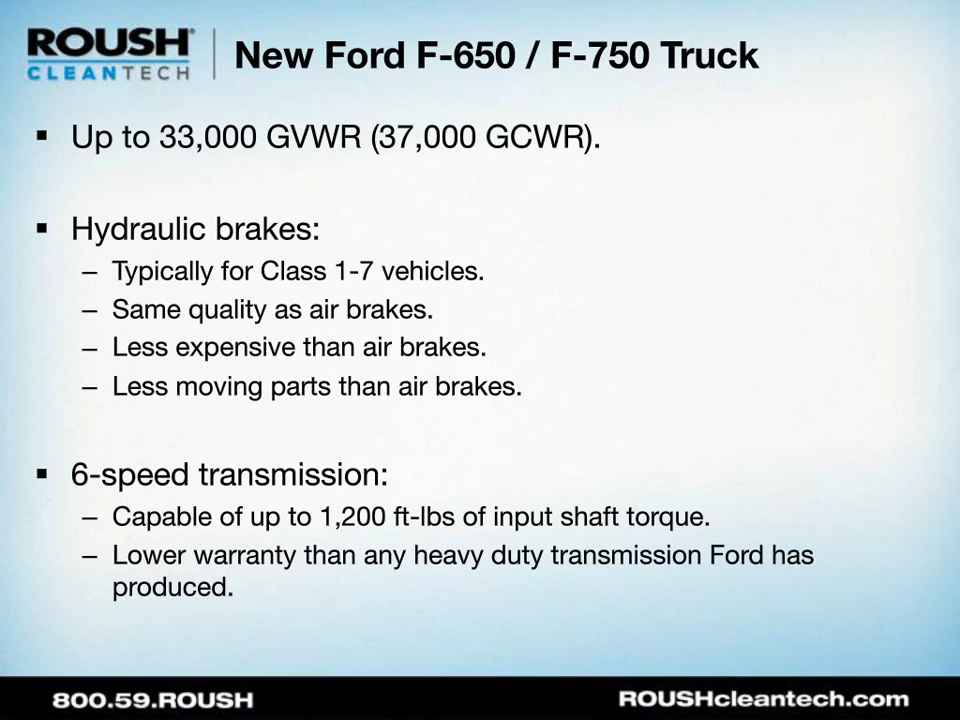 ROUSH®
CLEANTECH
New Ford F-650 / F-750 Truck
▪ Up to 33,000 GVWR (37,000 GCWR).
▪ Hydraulic brakes:
– Typically for Class 1-7 vehicles.
– Same quality as air brakes.
– Less expensive than air brakes.
– Less moving parts than air brakes.
▪ 6-speed transmission:
– Capable of up to 1,200 ft-lbs of input shaft torque.
– Lower warranty than any heavy duty transmission Ford has
produced.
800.59.ROUSH
ROUSHcleantech.com